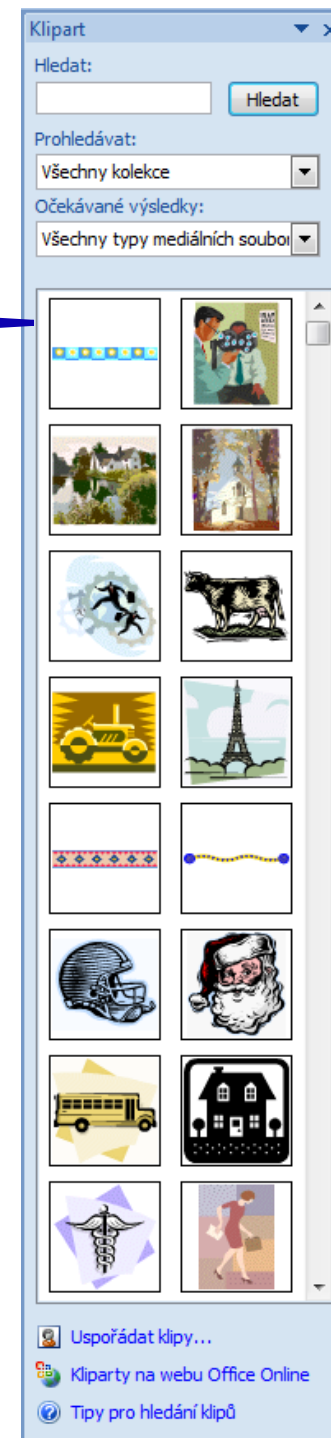 Klipart
Hledat:
Hledat
Prohledávat:
Všechny kolekce
Očekávané výsledky:
Všechny typy mediálních soubor
Uspořádat klipy...
Kliparty na webu Office Online
Tipy pro hledání klipů